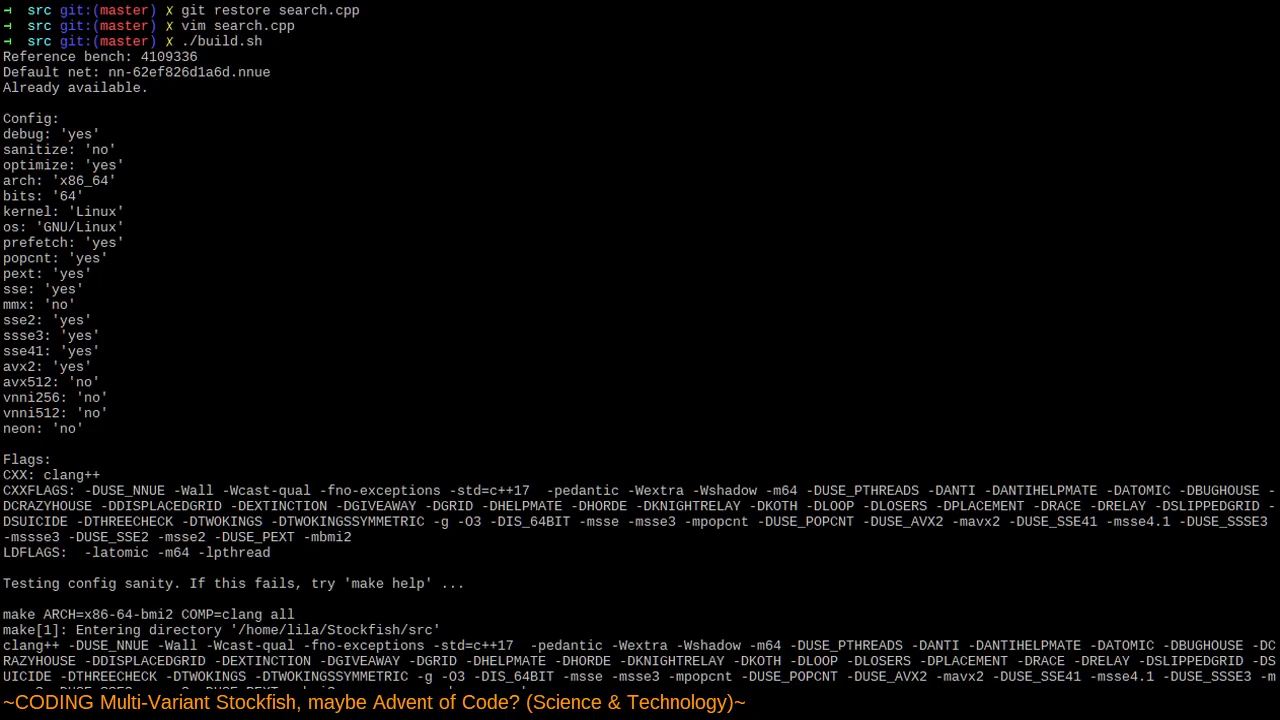 → src git:(master) ✗ git restore search.cpp
→ src git:(master) ✗ vim search.cpp
→ src git:(master) ✗ ./build.sh
Reference bench: 4109336
Default net: nn-62ef826d1a6d.nnue
Already available.
Config:
debug: 'yes'
sanitize: 'no'
optimize: 'yes'
arch: 'x86_64'
bits: '64'
kernel: 'Linux'
os: 'GNU/Linux'
prefetch: 'yes'
popcnt: 'yes'
pext: 'yes'
sse: 'yes'
mmx: 'no'
sse2: 'yes'
ssse3: 'yes'
sse41: 'yes'
avx2: 'yes'
avx512: 'no'
vnni256: 'no'
vnni512: 'no'
neon: 'no'
Flags:
CXX: clang++
CXXFLAGS: -DUSE_NNUE -Wall -Wcast-qual -fno-exceptions -std=c++17  -pedantic -Wextra -Wshadow -m64 -DUSE_PTHREADS -DANTI -DANTIHELPMATE -DATOMIC -DBUGHOUSE -
DCRAZYHOUSE -DDISPLACEDGRID -DEXTINCTION -DGIVEAWAY -DGRID -DHELPMATE -DHORDE -DKNIGHTRELAY -DKOTH -DLOOP -DLOSERS -DPLACEMENT -DRACE -DRELAY -DSLIPPEDGRID -
DSUICIDE -DTHREECHECK -DTWOKINGS -DTWOKINGSSYMMETRIC -g -O3 -DIS_64BIT -msse -msse3 -mpopcnt -DUSE_POPCNT -DUSE_AVX2 -mavx2 -DUSE_SSE41 -msse4.1 -DUSE_SSSE3
-mssse3 -DUSE_SSE2 -msse2 -DUSE_PEXT -mbmi2
LDFLAGS:  -latomic -m64 -lpthread
Testing config sanity. If this fails, try 'make help' ...
make ARCH=x86-64-bmi2 COMP=clang all
make[1]: Entering directory '/home/lila/Stockfish/src'
clang++ -DUSE_NNUE -Wall -Wcast-qual -fno-exceptions -std=c++17  -pedantic -Wextra -Wshadow -m64 -DUSE_PTHREADS -DANTI -DANTIHELPMATE -DATOMIC -DBUGHOUSE -DC
RAZYHOUSE -DDISPLACEDGRID -DEXTINCTION -DGIVEAWAY -DGRID -DHELPMATE -DHORDE -DKNIGHTRELAY -DKOTH -DLOOP -DLOSERS -DPLACEMENT -DRACE -DRELAY -DSLIPPEDGRID -DS
UICIDE -DTHREECHECK -DTWOKINGS -DTWOKINGSSYMMETRIC -g -O3 -DIS_64BIT -msse -msse3 -mpopcnt -DUSE_POPCNT -DUSE_AVX2 -mavx2 -DUSE_SSE41 -msse4.1 -DUSE_SSSE3 -m
~CODING Multi-Variant Stockfish, maybe Advent of Code? (Science & Technology)~